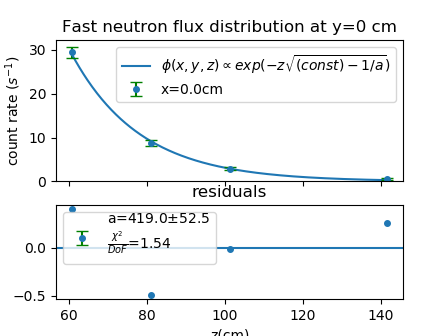 Fast neutron flux distribution at y=0 cm
count rate (s⁻¹)
30
20
10
0
ϕ(x, y, z) ∝ exp(−z√((const) − 1/a)
x=0.0cm
residuals
0.0
−0.5
a=419.0±52.5
χ²/DoF=1.54
60 80 100 120 140
z(cm)